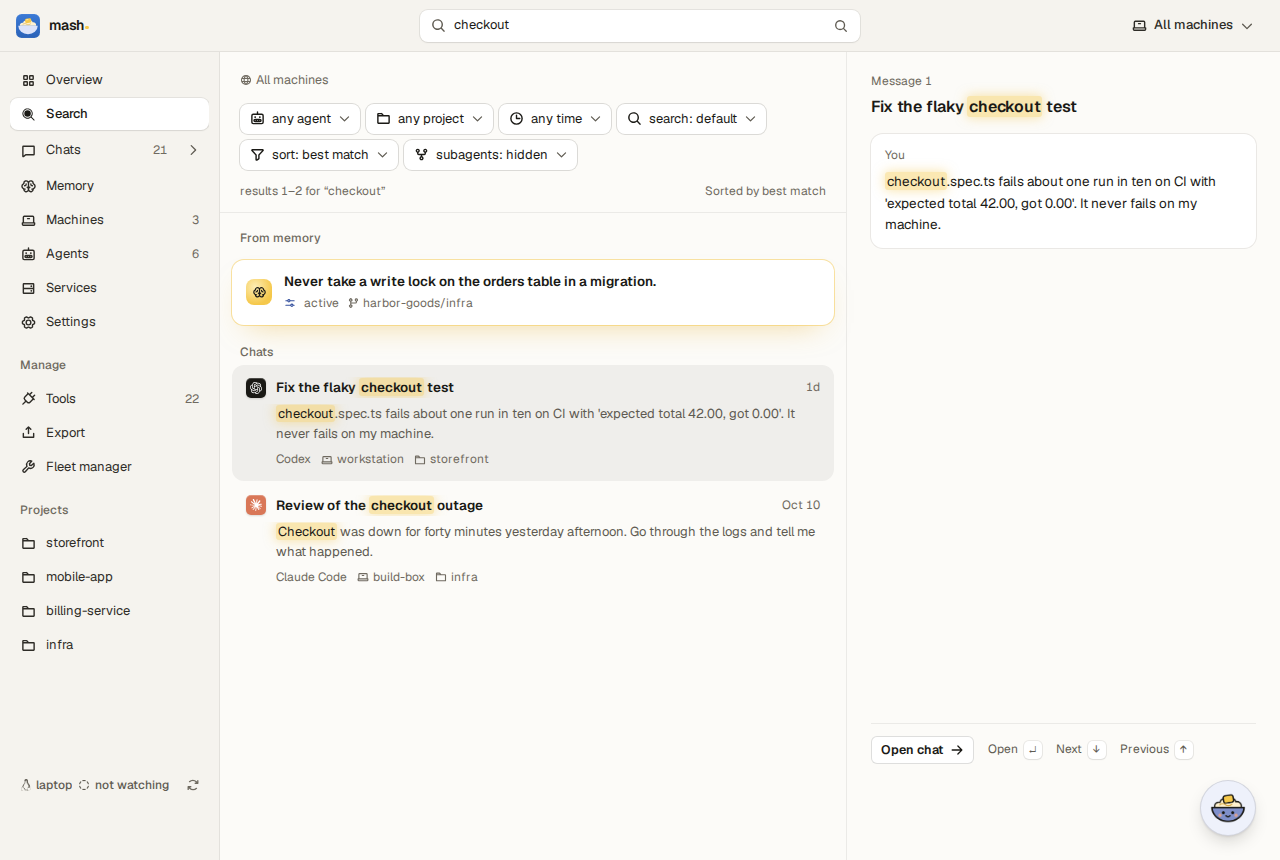 mash
checkout
All machines
Overview
Search
Chats 21
Memory
Machines 3
Agents 6
Services
Settings
Manage
Tools 22
Export
Fleet manager
Projects
storefront
mobile-app
billing-service
infra
laptop not watching
All machines
any agent any project any time search: default
sort: best match subagents: hidden
results 1–2 for “checkout” Sorted by best match
From memory
Never take a write lock on the orders table in a migration.
active harbor-goods/infra
Chats
Fix the flaky checkout test 1d
checkout.spec.ts fails about one run in ten on CI with 'expected total 42.00, got 0.00'. It
never fails on my machine.
Codex workstation storefront
Review of the checkout outage Oct 10
Checkout was down for forty minutes yesterday afternoon. Go through the logs and tell me
what happened.
Claude Code build-box infra
Message 1
Fix the flaky checkout test
You
checkout.spec.ts fails about one run in ten on CI with
'expected total 42.00, got 0.00'. It never fails on my
machine.
Open chat → Open ↵ Next ↓ Previous ↑